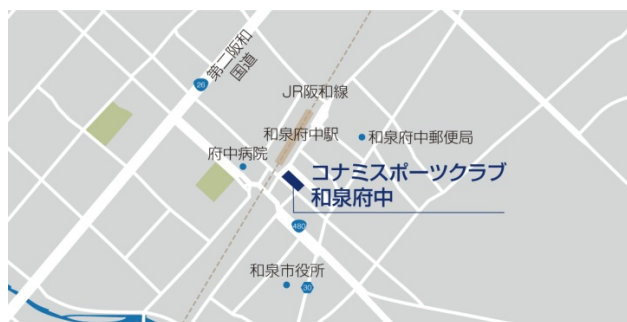 第二阪和
国道
26
JR阪和線
和泉府中駅
和泉府中郵便局
府中病院
コナミスポーツクラブ
和泉府中
480
和泉市役所
30